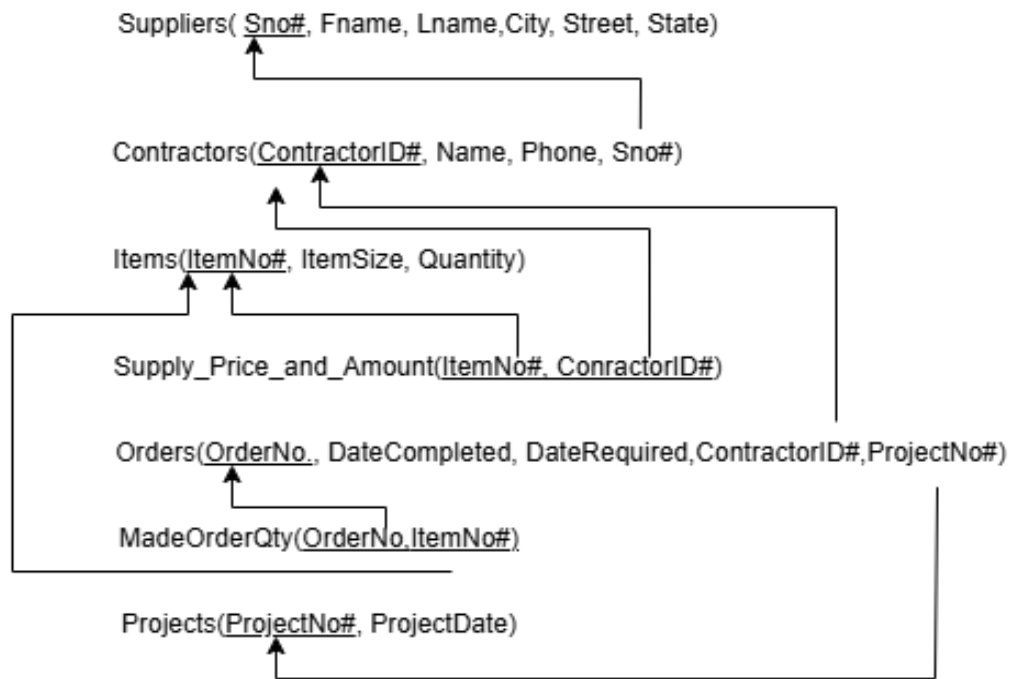 Suppliers( Sno#, Fname, Lname,City, Street, State)
Contractors(ContractorID#, Name, Phone, Sno#)
Items(ItemNo#, ItemSize, Quantity)
Supply_Price_and_Amount(ItemNo#, ConractorID#)
Orders(OrderNo., DateCompleted, DateRequired,ContractorID#,ProjectNo#)
MadeOrderQty(OrderNo,ItemNo#)
Projects(ProjectNo#, ProjectDate)